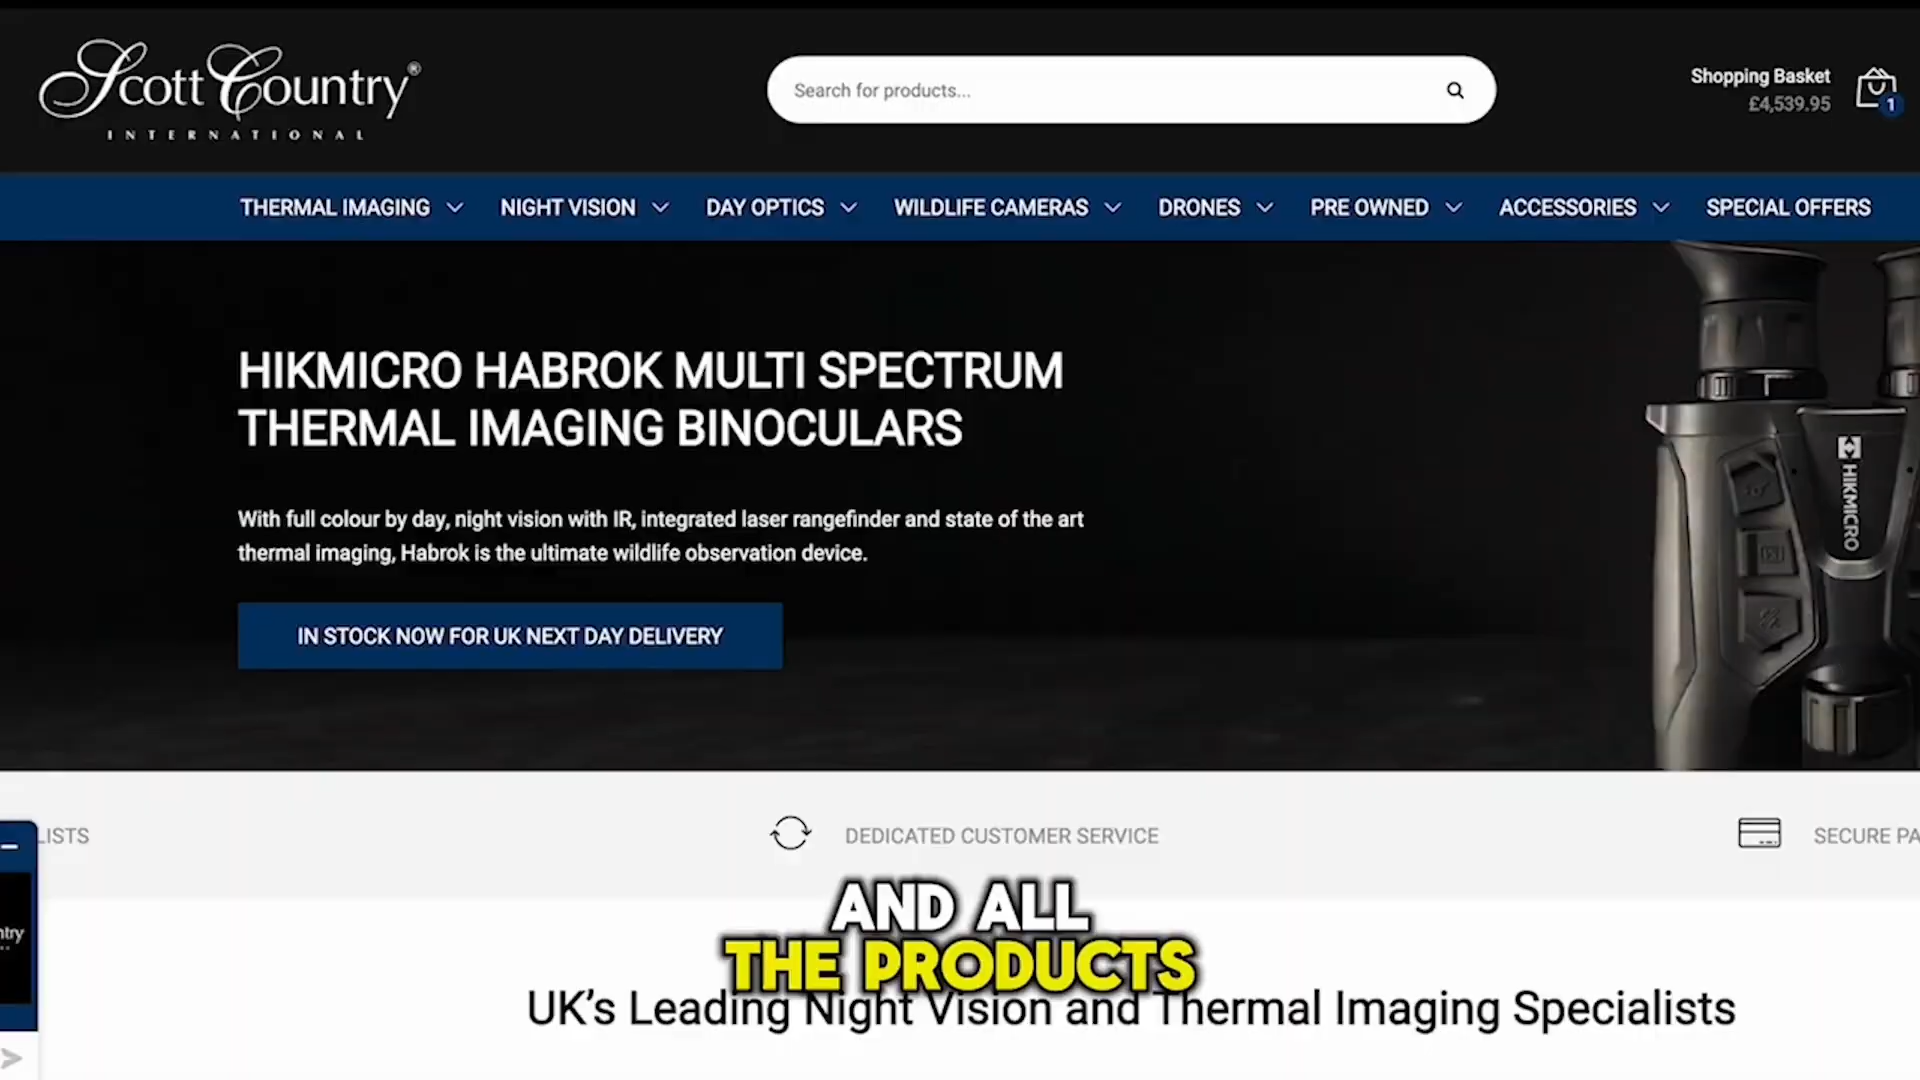 Scott Country®
INTERNATIONAL
Search for products...
Shopping Basket
£4,539.95
1
THERMAL IMAGING
NIGHT VISION
DAY OPTICS
WILDLIFE CAMERAS
DRONES
PRE OWNED
ACCESSORIES
SPECIAL OFFERS
HIKMICRO HABROK MULTI SPECTRUM
THERMAL IMAGING BINOCULARS
With full colour by day, night vision with IR, integrated laser rangefinder and state of the art
thermal imaging, Habrok is the ultimate wildlife observation device.
IN STOCK NOW FOR UK NEXT DAY DELIVERY
HIKMICRO
LISTS
DEDICATED CUSTOMER SERVICE
SECURE PA
ntry
AND ALL
THE PRODUCTS
UK's Leading Night Vision and Thermal Imaging Specialists